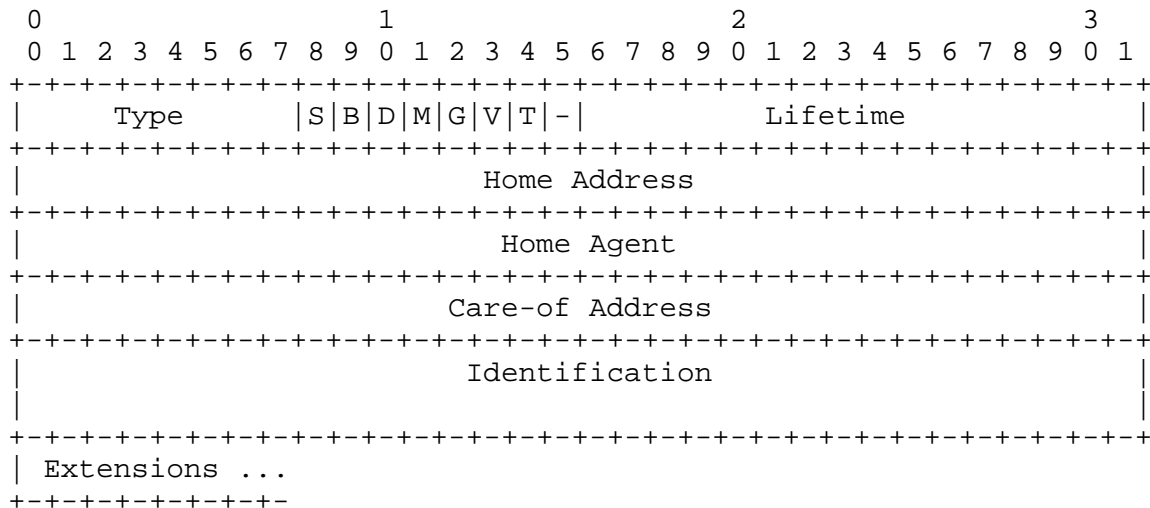 0                   1                   2                   3
 0 1 2 3 4 5 6 7 8 9 0 1 2 3 4 5 6 7 8 9 0 1 2 3 4 5 6 7 8 9 0 1
+-+-+-+-+-+-+-+-+-+-+-+-+-+-+-+-+-+-+-+-+-+-+-+-+-+-+-+-+-+-+-+-+
|     Type      |S|B|D|M|G|V|T|-|          Lifetime             |
+-+-+-+-+-+-+-+-+-+-+-+-+-+-+-+-+-+-+-+-+-+-+-+-+-+-+-+-+-+-+-+-+
|                          Home Address                         |
+-+-+-+-+-+-+-+-+-+-+-+-+-+-+-+-+-+-+-+-+-+-+-+-+-+-+-+-+-+-+-+-+
|                           Home Agent                          |
+-+-+-+-+-+-+-+-+-+-+-+-+-+-+-+-+-+-+-+-+-+-+-+-+-+-+-+-+-+-+-+-+
|                        Care-of Address                        |
+-+-+-+-+-+-+-+-+-+-+-+-+-+-+-+-+-+-+-+-+-+-+-+-+-+-+-+-+-+-+-+-+
|                         Identification                        |
|                                                               |
+-+-+-+-+-+-+-+-+-+-+-+-+-+-+-+-+-+-+-+-+-+-+-+-+-+-+-+-+-+-+-+-+
| Extensions ...
+-+-+-+-+-+-+-+-